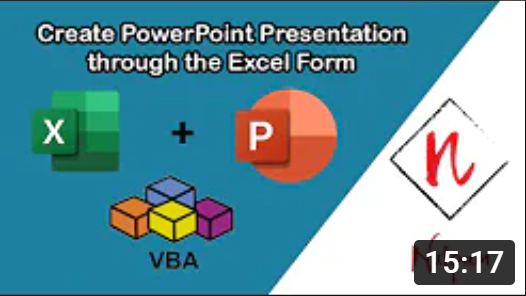 Create PowerPoint Presentation
through the Excel Form
X
+
P
n
VBA
15:17